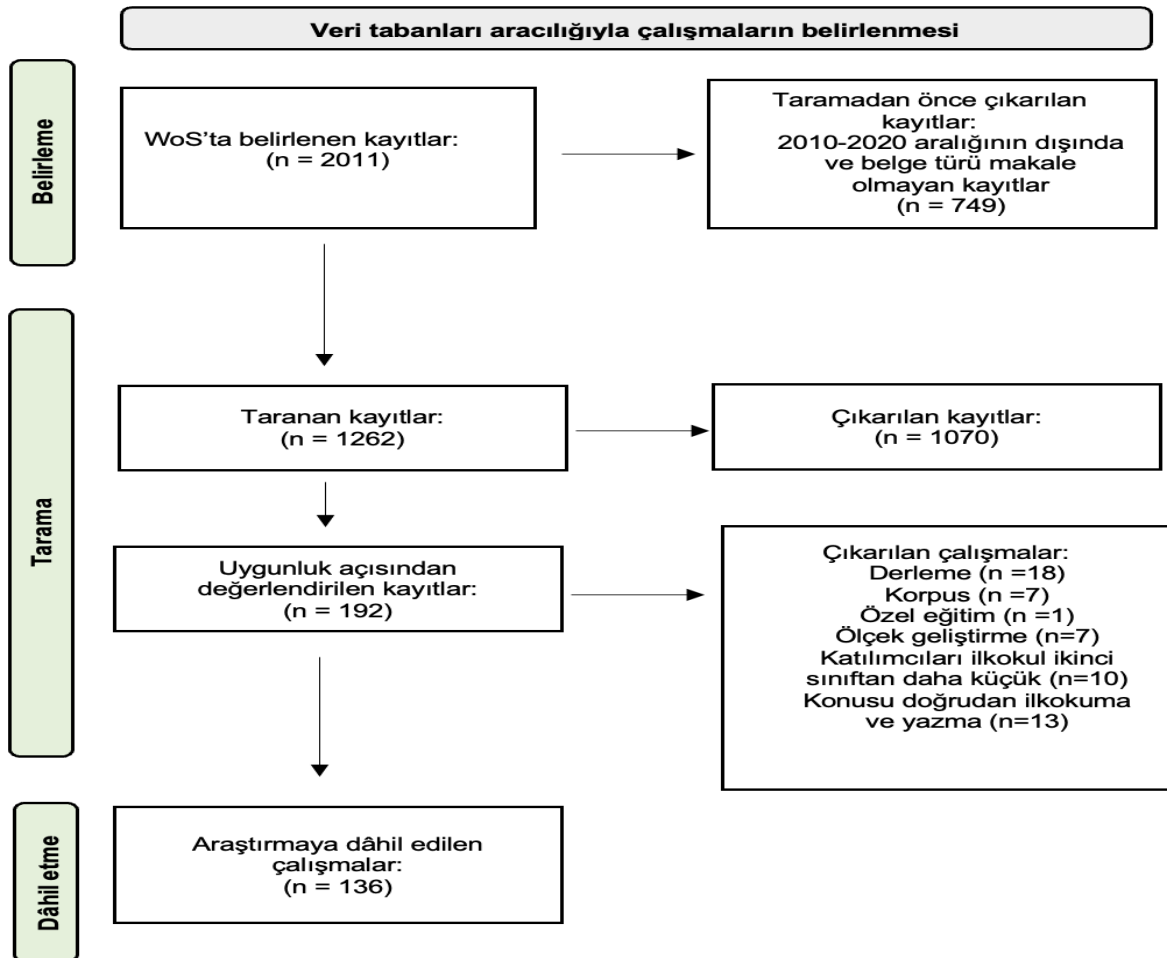 Veri tabanları aracılığıyla çalışmaların belirlenmesi
Belirleme
WoS'ta belirlenen kayıtlar:
(n = 2011)
Taramadan önce çıkarılan
kayıtlar:
2010-2020 aralığının dışında
ve belge türü makale
olmayan kayıtlar
(n = 749)
Tarama
Taranan kayıtlar:
(n = 1262)
Çıkarılan kayıtlar:
(n = 1070)
Uygunluk açısından
değerlendirilen kayıtlar:
(n = 192)
Çıkarılan çalışmalar:
Derleme (n =18)
Korpus (n =7)
Özel eğitim (n =1)
Ölçek geliştirme (n=7)
Katılımcıları ilkokul ikinci
sınıftan daha küçük (n=10)
Konusu doğrudan ilkokuma
ve yazma (n=13)
Dâhil etme
Araştırmaya dâhil edilen
çalışmalar:
(n = 136)